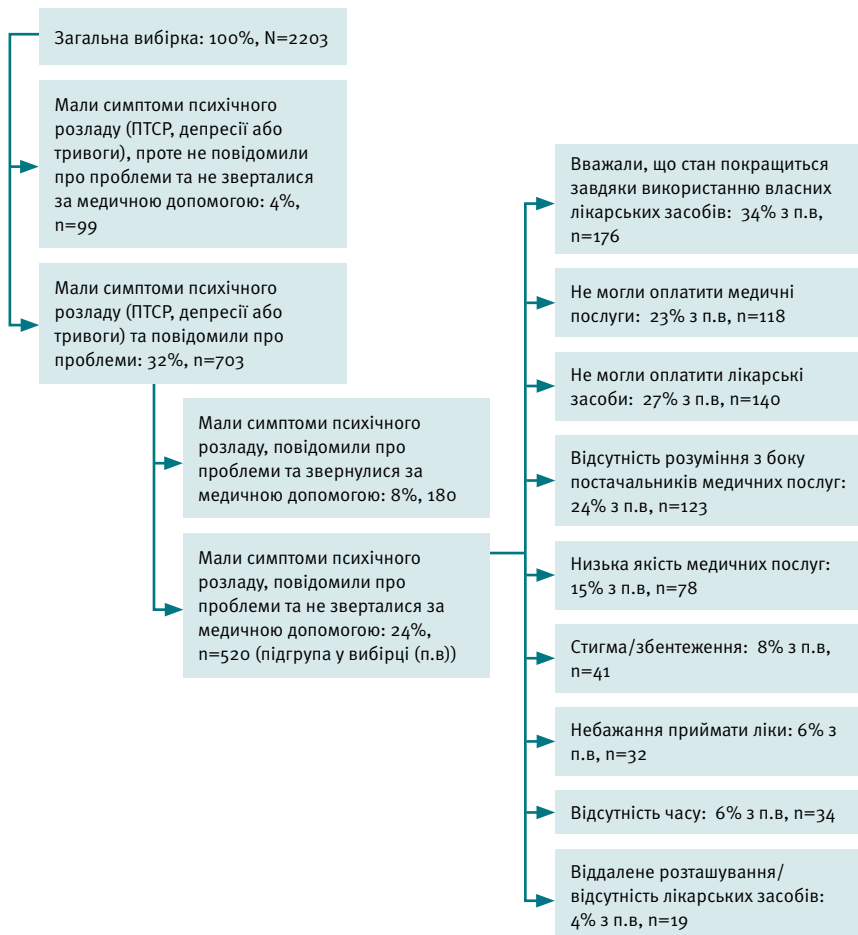 Загальна вибірка: 100%, N=2203
Мали симптоми психічного
розладу (ПТСР, депресії або
тривоги), проте не повідомили
про проблеми та не зверталися
за медичною допомогою: 4%,
n=99
Мали симптоми психічного
розладу (ПТСР, депресії або
тривоги) та повідомили про
проблеми: 32%, n=703
Мали симптоми психічного
розладу, повідомили про
проблеми та звернулися за
медичною допомогою: 8%, 180
Мали симптоми психічного
розладу, повідомили про
проблеми та не зверталися за
медичною допомогою: 24%,
n=520 (підгрупа у вибірці (п.в))
Вважали, що стан покращиться
завдяки використанню власних
лікарських засобів: 34% з п.в,
n=176
Не могли оплатити медичні
послуги: 23% з п.в, n=118
Не могли оплатити лікарські
засоби: 27% з п.в, n=140
Відсутність розуміння з боку
постачальників медичних послуг:
24% з п.в, n=123
Низька якість медичних послуг:
15% з п.в, n=78
Стигма/збентеження: 8% з п.в,
n=41
Небажання приймати ліки: 6% з
п.в, n=32
Відсутність часу: 6% з п.в, n=34
Віддалене розташування/
відсутність лікарських засобів:
4% з п.в, n=19